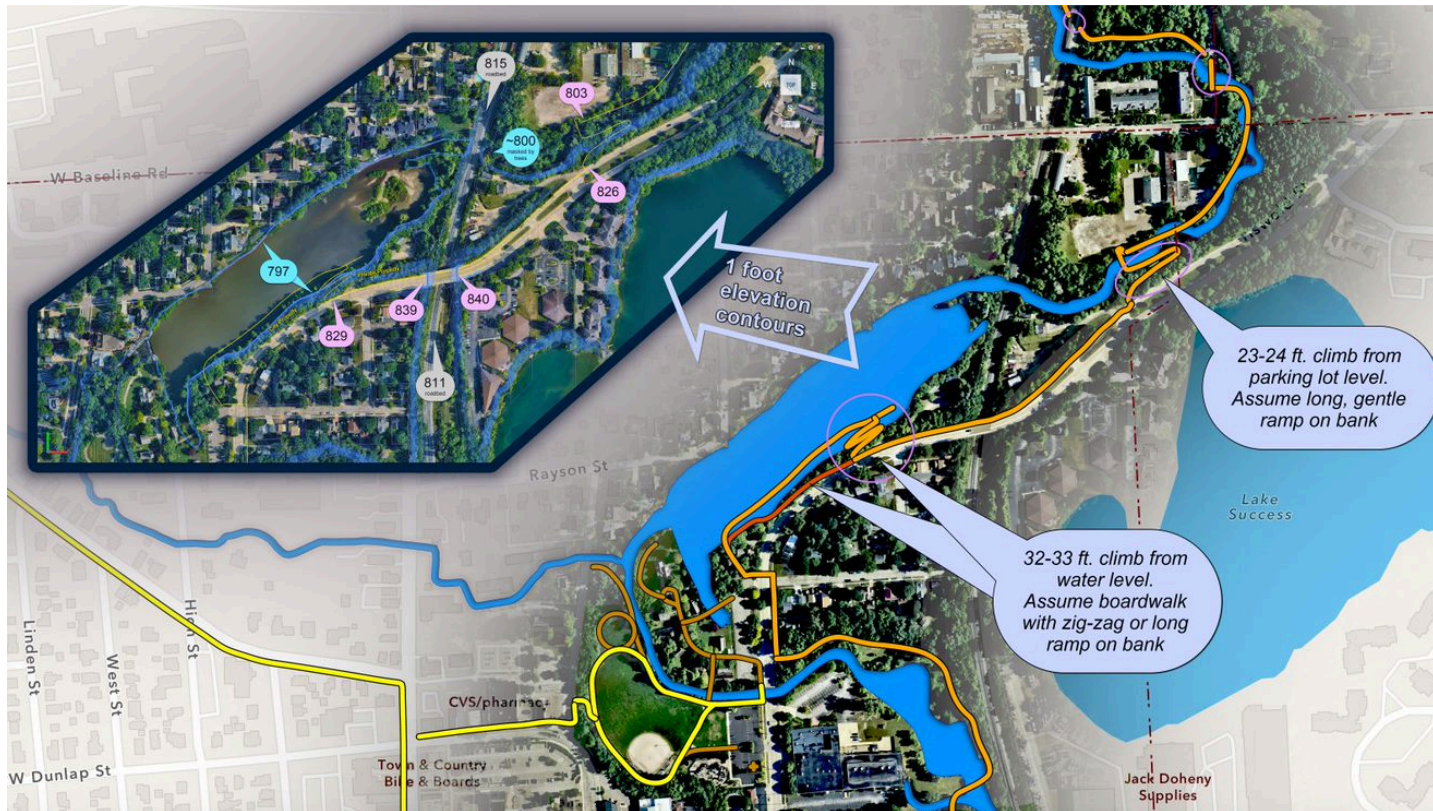 815
roadbed
803
~800
masked by
trees
N
W
TOP
E
826
797
839
840
829
811
roadbed
W Baseline Rd
1 foot
elevation
contours
23-24 ft. climb from
parking lot level.
Assume long, gentle
ramp on bank
Rayson St
Lake
Success
32-33 ft. climb from
water level.
Assume boardwalk
with zig-zag or long
ramp on bank
High St
Linden St
West St
CVS/pharmacy
W Dunlap St
Town & Country
Bike & Boards
Jack Doheny
Supplies